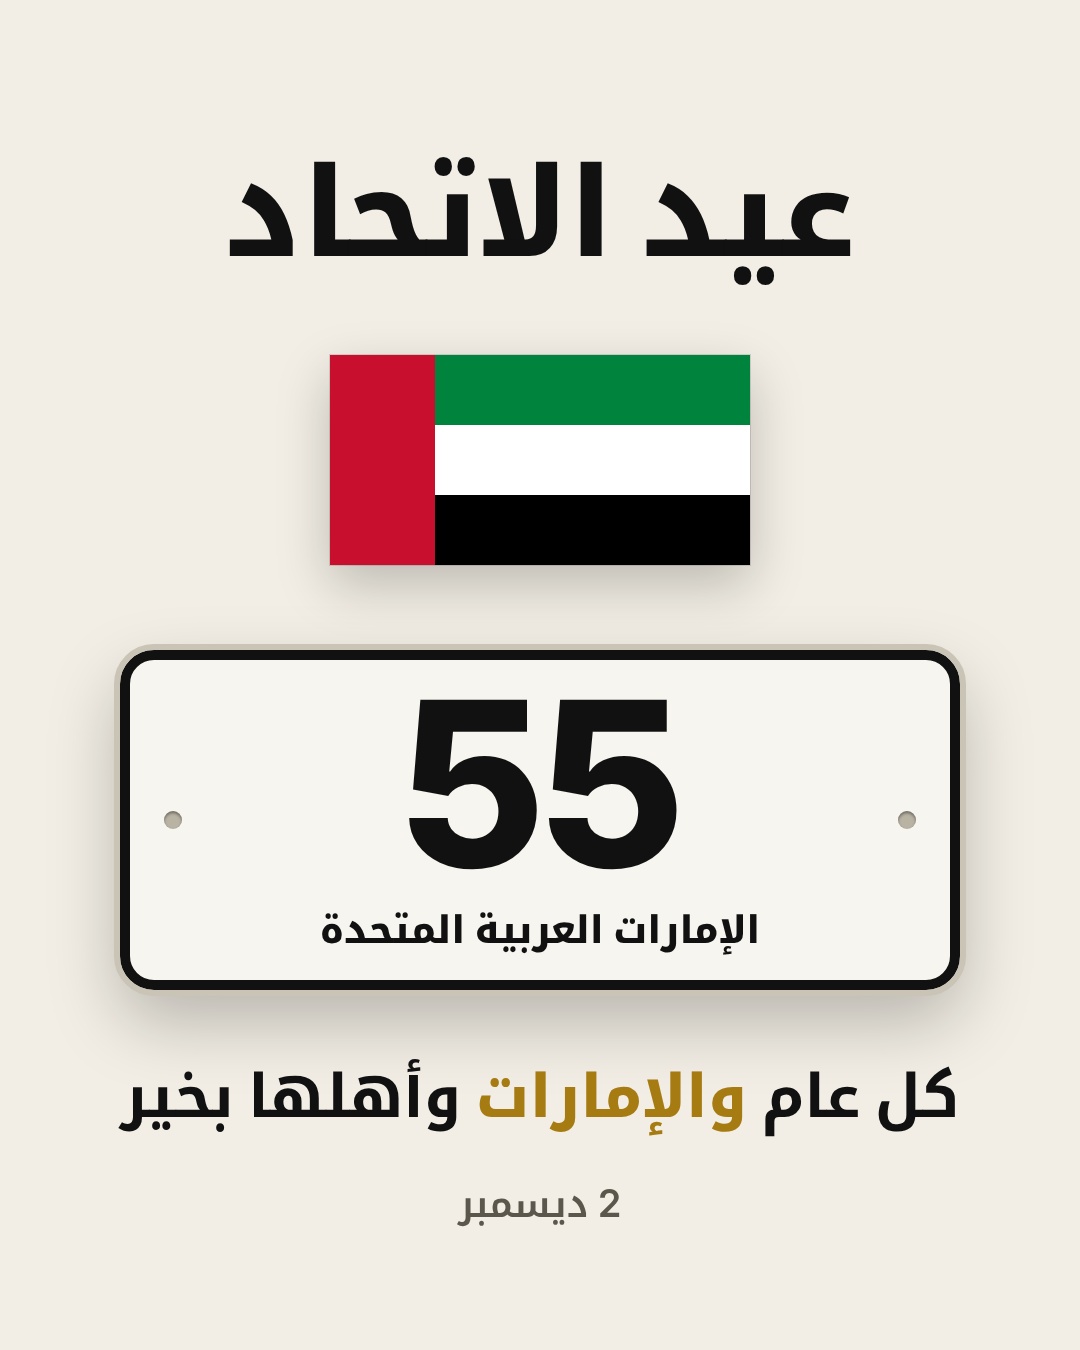 عيد الاتحاد
55
الإمارات العربية المتحدة
كل عام والإمارات وأهلها بخير
2 ديسمبر